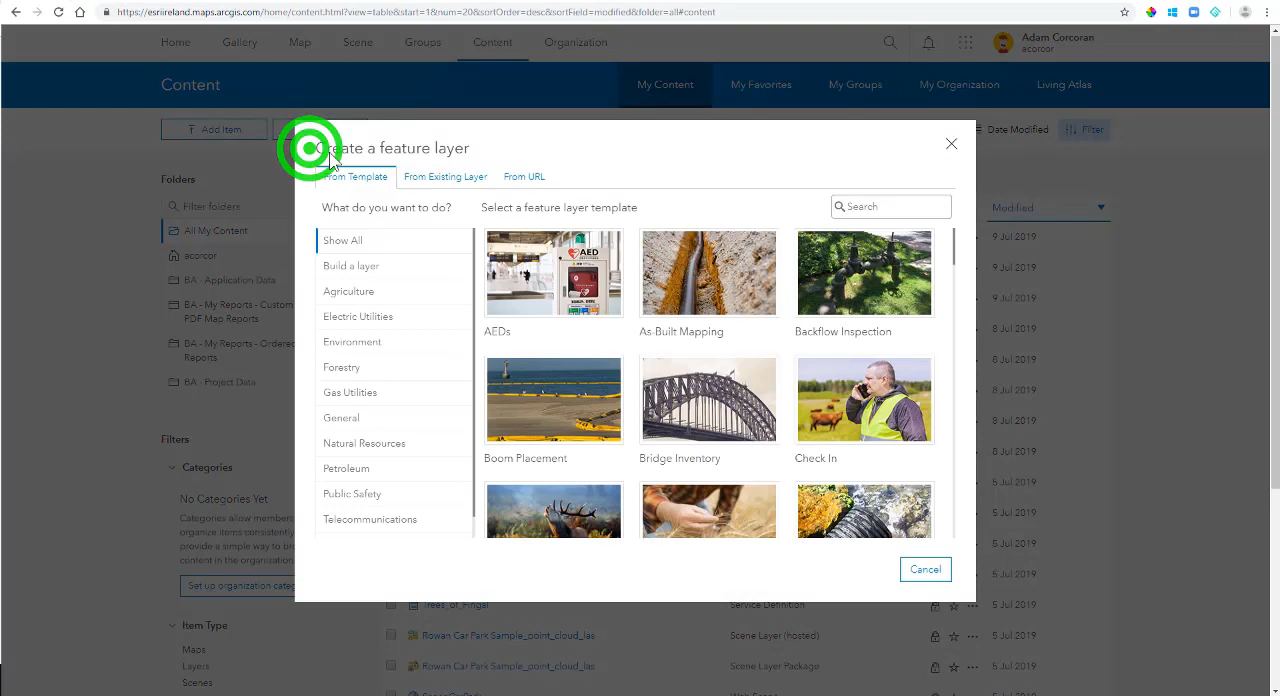 https://esriireland.maps.arcgis.com/home/content.html?view=table&start=1&num=20&sortOrder=desc&sortField=modified&folder=all#content
Home Gallery Map Scene Groups Content Organization
Adam Corcoran
acorcor
Content
My Content My Favorites My Groups My Organization Living Atlas
Add Item
Date Modified Filter
Create a feature layer
From Template From Existing Layer From URL
What do you want to do? Select a feature layer template Search
Folders
Filter folders
All My Content
acorcor
BA - Application Data
BA - My Reports - Custom
PDF Map Reports
BA - My Reports - Ordered
Reports
BA - Project Data
Filters
Categories
No Categories Yet
Categories allow members
organize items consistently
provide a simple way to bro
content in the organization
Set up organization categ
Item Type
Maps
Layers
Scenes
Show All
Build a layer
Agriculture
Electric Utilities
Environment
Forestry
Gas Utilities
General
Natural Resources
Petroleum
Public Safety
Telecommunications
AED
AEDs As-Built Mapping Backflow Inspection
Boom Placement Bridge Inventory Check In
Cancel
Modified
9 Jul 2019
9 Jul 2019
9 Jul 2019
8 Jul 2019
8 Jul 2019
8 Jul 2019
8 Jul 2019
5 Jul 2019
5 Jul 2019
5 Jul 2019
5 Jul 2019
5 Jul 2019
Trees_of_Fingal Service Definition 5 Jul 2019
Rowan Car Park Sample_point_cloud_las Scene Layer (hosted) 5 Jul 2019
Rowan Car Park Sample_point_cloud_las Scene Layer Package 5 Jul 2019